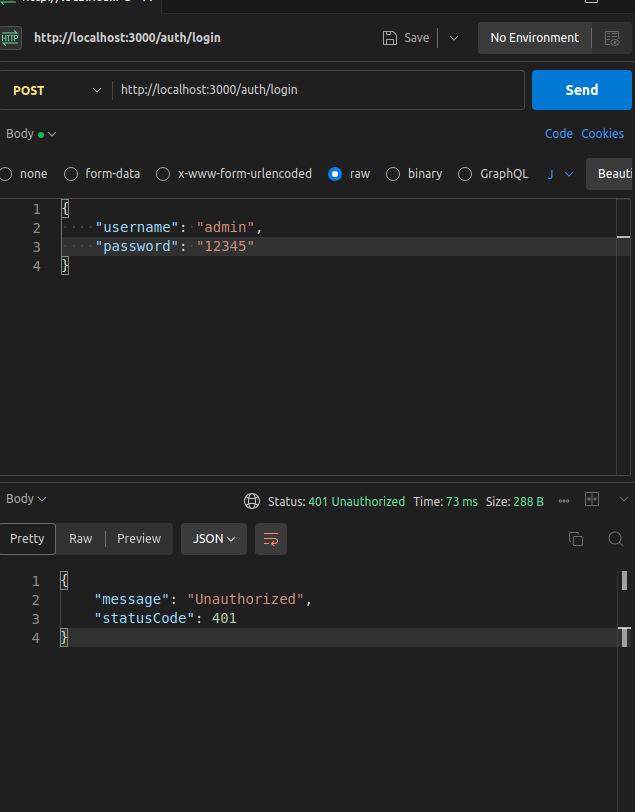 HTTP http://localhost:3000/auth/login Save No Environment
POST http://localhost:3000/auth/login Send
Body Code Cookies
none form-data x-www-form-urlencoded raw binary GraphQL J Beauti
1 {
2 "username": "admin",
3 "password": "12345"
4 }
Body Status: 401 Unauthorized Time: 73 ms Size: 288 B
Pretty Raw Preview JSON
1 {
2 "message": "Unauthorized",
3 "statusCode": 401
4 }